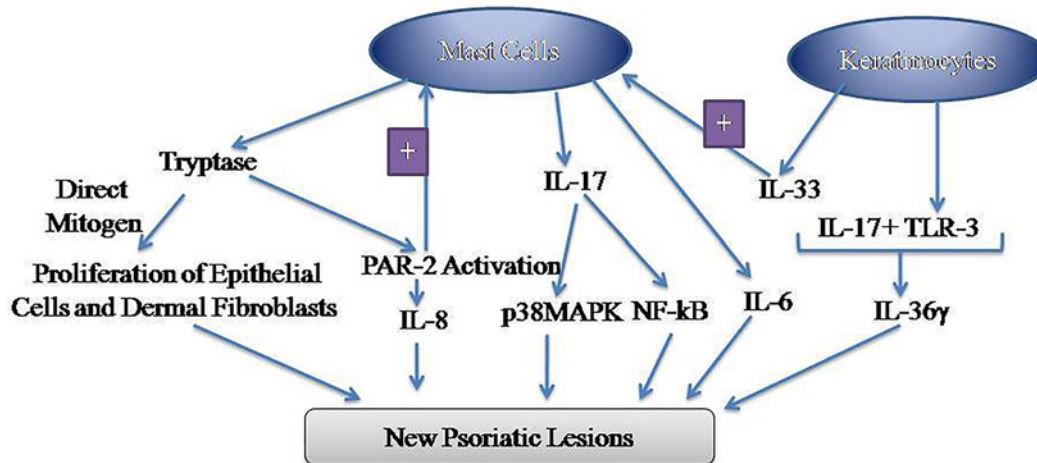 Mast Cells
Keratinocytes
+
+
Tryptase
IL-17
IL-33
Direct
Mitogen
IL-17+ TLR-3
Proliferation of Epithelial
Cells and Dermal Fibroblasts
PAR-2 Activation
IL-8
p38MAPK NF-kB
IL-6
IL-36γ
New Psoriatic Lesions